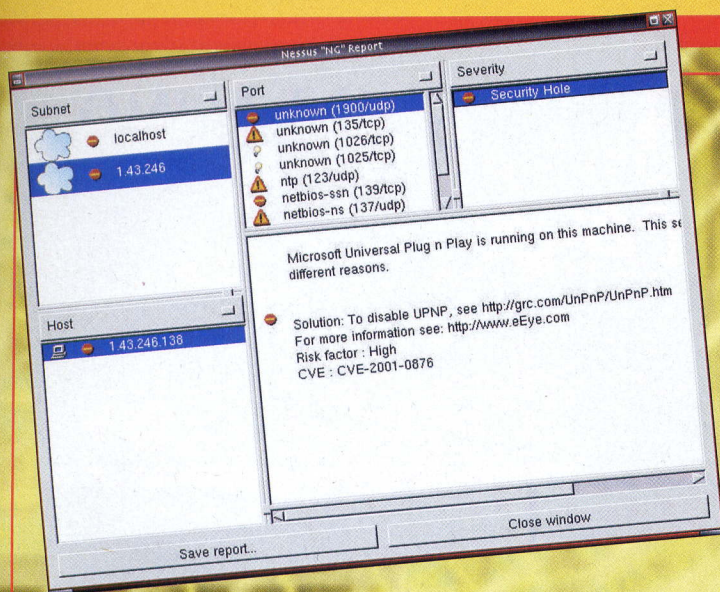 Nessus "NG" Report
Subnet
localhost
1.43.246
Port
unknown (1900/udp)
unknown (135/tcp)
unknown (1026/tcp)
unknown (1025/tcp)
ntp (123/udp)
netbios-ssn (139/tcp)
netbios-ns (137/udp)
Severity
Security Hole
Host
1.43.246.138
Microsoft Universal Plug n Play is running on this machine. This se
different reasons.
Solution: To disable UPNP, see http://grc.com/UnPnP/UnPnP.htm
For more information see: http://www.eEye.com
Risk factor : High
CVE : CVE-2001-0876
Save report...
Close window